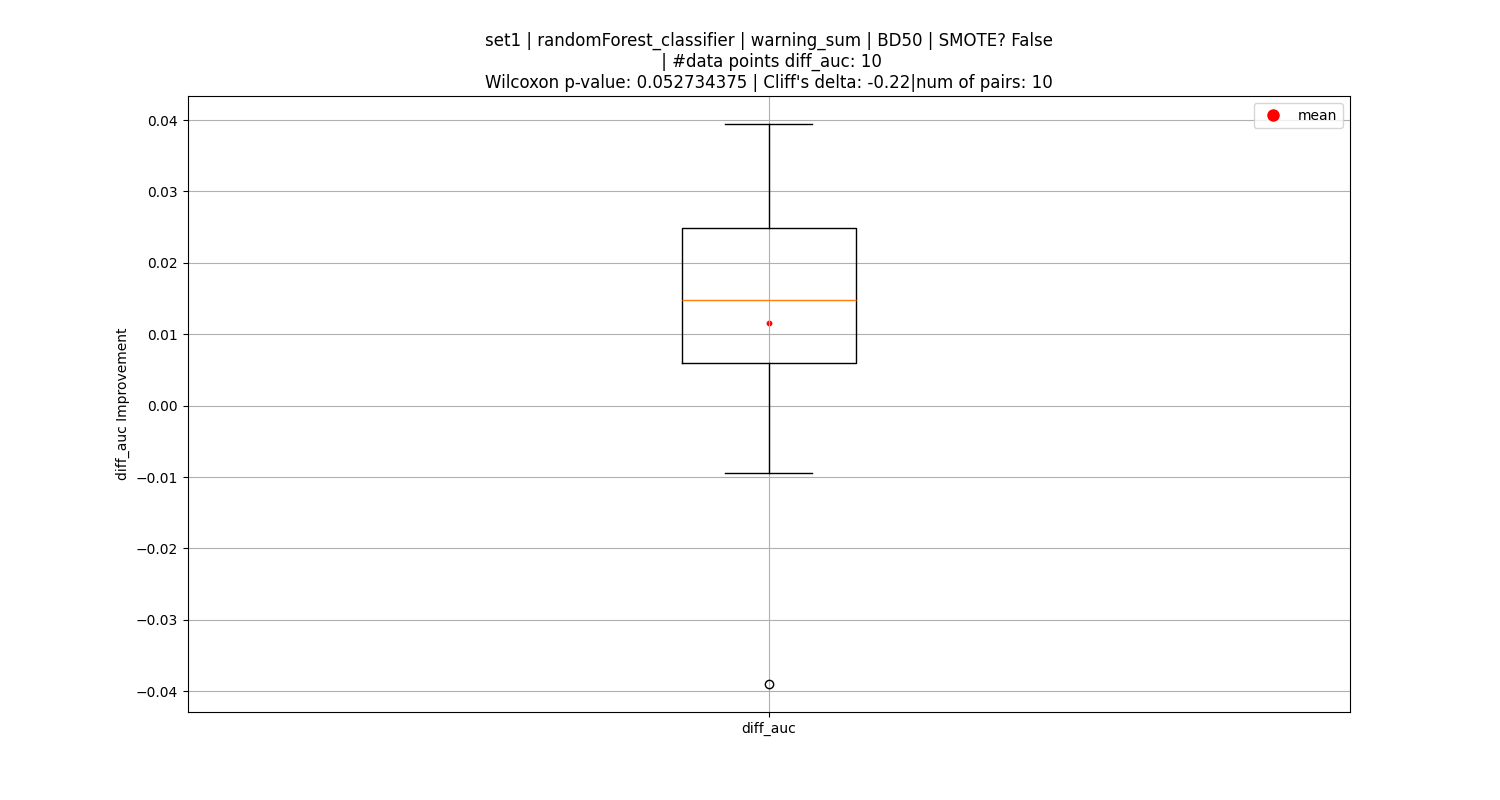 set1 | randomForest_classifier | warning_sum | BD50 | SMOTE? False
| #data points diff_auc: 10
Wilcoxon p-value: 0.052734375 | Cliff's delta: -0.22|num of pairs: 10
mean
0.04
0.03
0.02
0.01
0.00
−0.01
−0.02
−0.03
−0.04
diff_auc Improvement
diff_auc